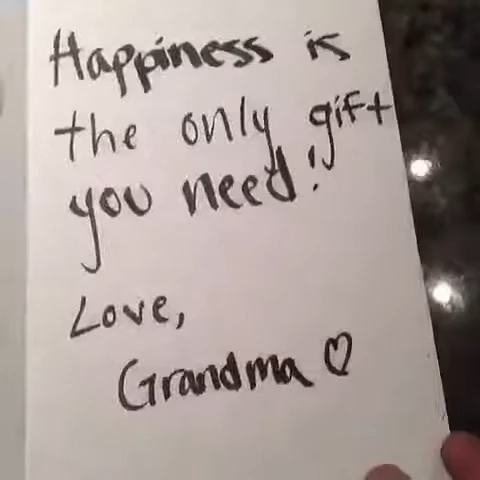 Happiness is
the only gift
you need!
Love,
Grandma ♡